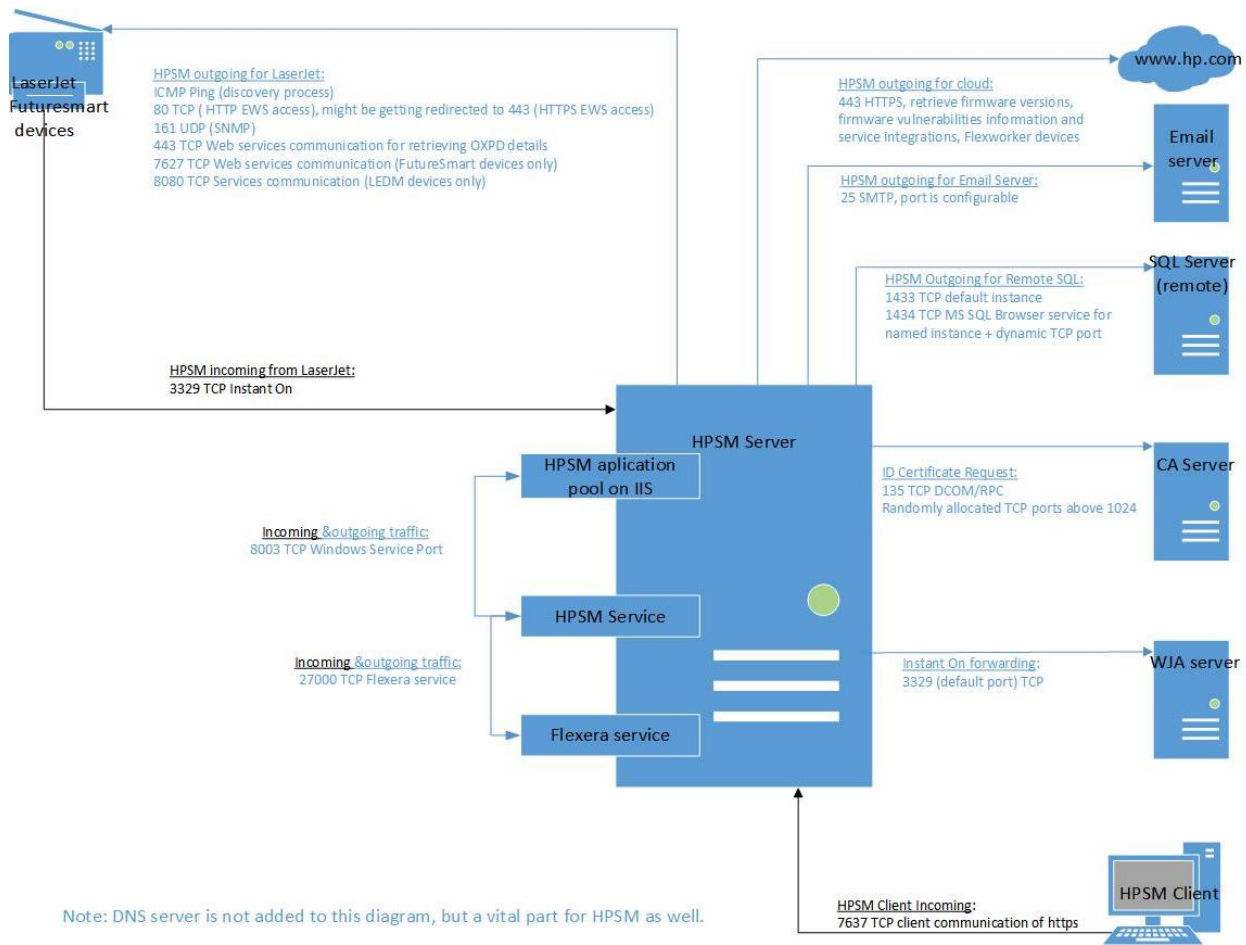 LaserJet
Futuresmart
devices
HPSM outgoing for LaserJet:
ICMP Ping (discovery process)
80 TCP ( HTTP EWS access), might be getting redirected to 443 (HTTPS EWS access)
161 UDP (SNMP)
443 TCP Web services communication for retrieving OXPD details
7627 TCP Web services communication (FutureSmart devices only)
8080 TCP Services communication (LEDM devices only)
www.hp.com
HPSM outgoing for cloud:
443 HTTPS, retrieve firmware versions,
firmware vulnerabilities information and
service integrations, Flexworker devices
Email
server
HPSM outgoing for Email Server:
25 SMTP, port is configurable
SQL Server
(remote)
HPSM Outgoing for Remote SQL:
1433 TCP default instance
1434 TCP MS SQL Browser service for
named instance + dynamic TCP port
HPSM incoming from LaserJet:
3329 TCP Instant On
HPSM Server
HPSM aplication
pool on IIS
CA Server
ID Certificate Request:
135 TCP DCOM/RPC
Randomly allocated TCP ports above 1024
Incoming &outgoing traffic:
8003 TCP Windows Service Port
HPSM Service
Incoming &outgoing traffic:
27000 TCP Flexera service
Instant On forwarding:
3329 (default port) TCP
WJA server
Flexera service
HPSM Client
HPSM Client Incoming:
7637 TCP client communication of https
Note: DNS server is not added to this diagram, but a vital part for HPSM as well.